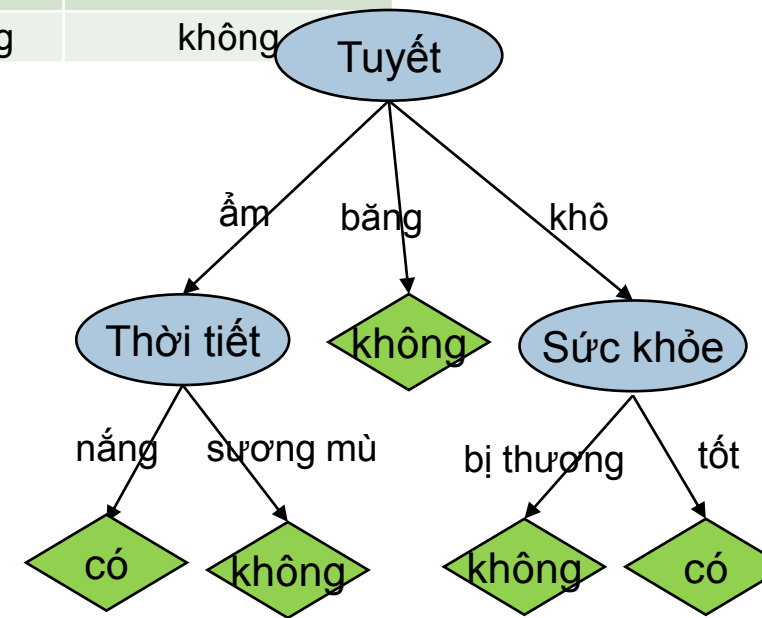 không
Tuyết
ẩm
băng
khô
Thời tiết
không
Sức khỏe
nắng
sương mù
bị thương
tốt
có
không
không
có